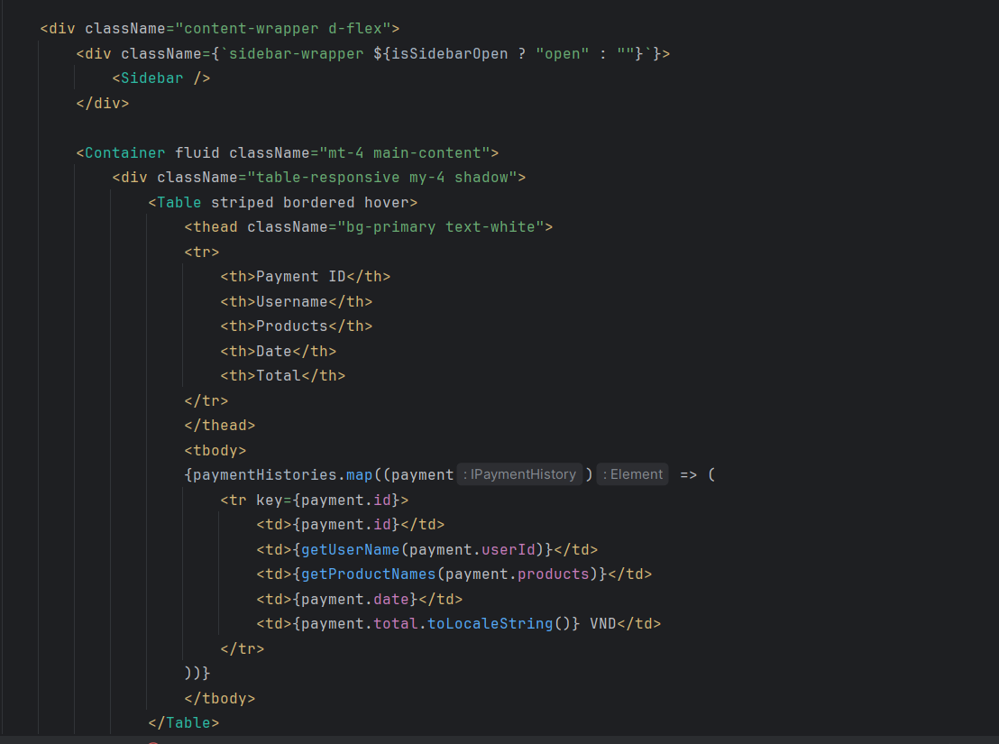 <div className="content-wrapper d-flex">
<div className={`sidebar-wrapper ${isSidebarOpen ? "open" : ""}`}>
<Sidebar />
</div>
<Container fluid className="mt-4 main-content">
<div className="table-responsive my-4 shadow">
<Table striped bordered hover>
<thead className="bg-primary text-white">
<tr>
<th>Payment ID</th>
<th>Username</th>
<th>Products</th>
<th>Date</th>
<th>Total</th>
</tr>
</thead>
<tbody>
{paymentHistories.map((payment : IPaymentHistory ) : Element => (
<tr key={payment.id}>
<td>{payment.id}</td>
<td>{getUserName(payment.userId)}</td>
<td>{getProductNames(payment.products)}</td>
<td>{payment.date}</td>
<td>{payment.total.toLocaleString()} VND</td>
</tr>
))}
</tbody>
</Table>